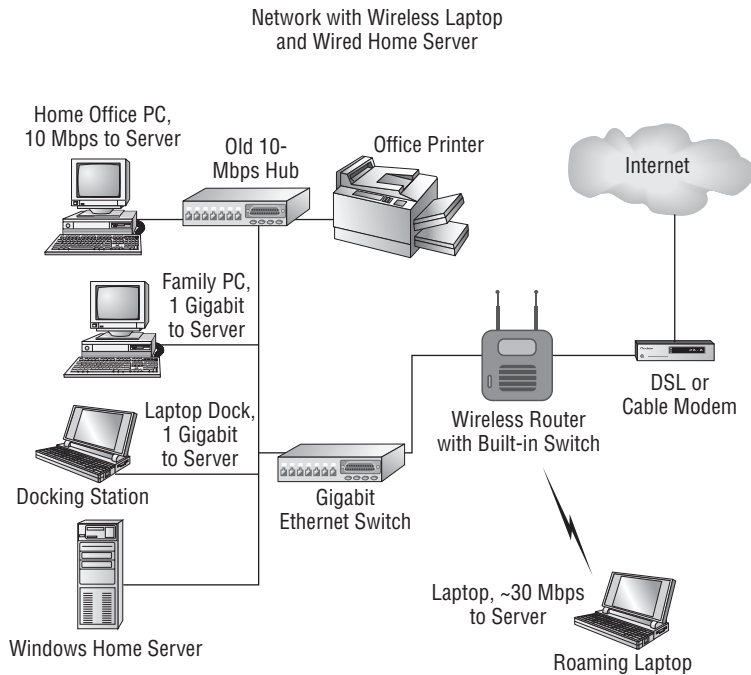 Network with Wireless Laptop
and Wired Home Server
Home Office PC,
10 Mbps to Server
Old 10-
Mbps Hub
Office Printer
Internet
Family PC,
1 Gigabit
to Server
DSL or
Cable Modem
Wireless Router
with Built-in Switch
Laptop Dock,
1 Gigabit
to Server
Docking Station
Gigabit
Ethernet Switch
Windows Home Server
Laptop, ~30 Mbps
to Server
Roaming Laptop